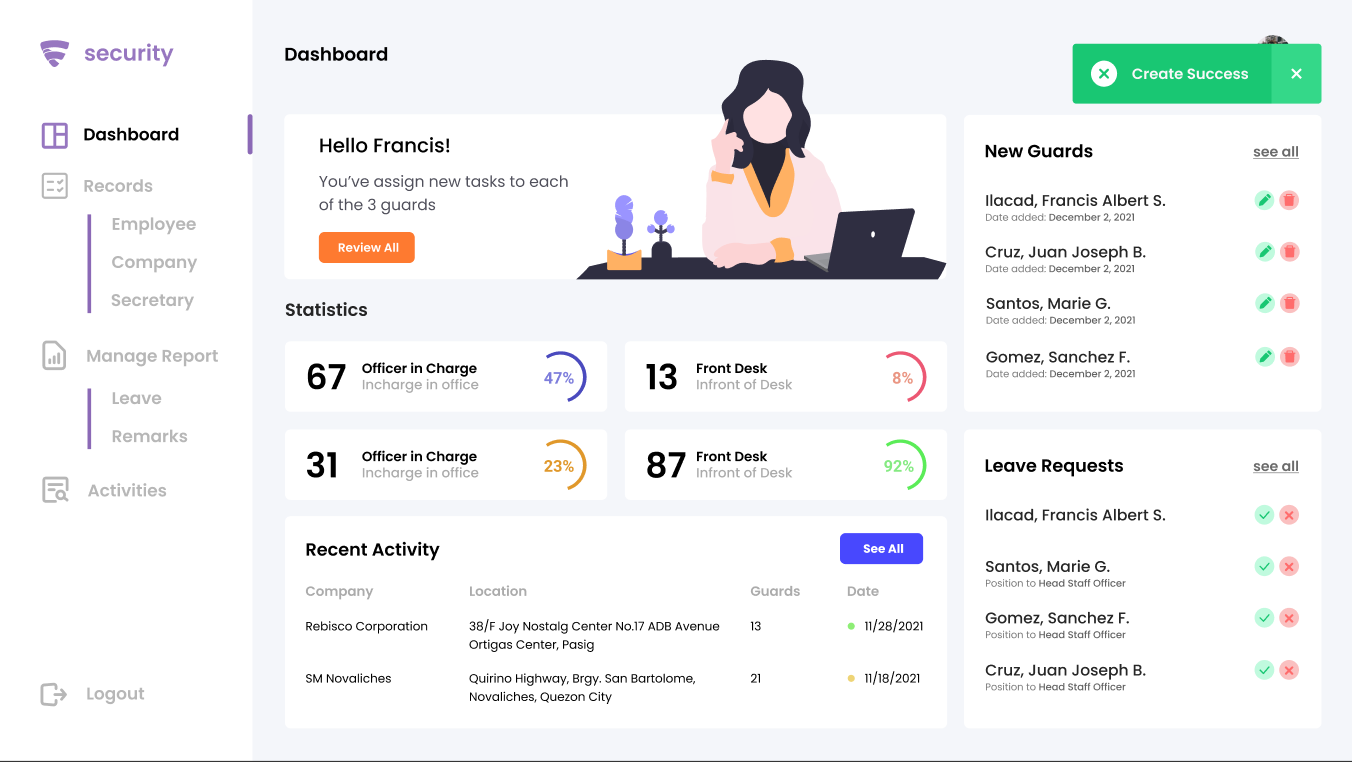 security
Dashboard
Records
Employee
Company
Secretary
Manage Report
Leave
Remarks
Activities
Logout
Dashboard
Create Success
Hello Francis!
You’ve assign new tasks to each
of the 3 guards
Review All
Statistics
67
Officer in Charge
Incharge in office
47%
13
Front Desk
Infront of Desk
8%
31
Officer in Charge
Incharge in office
23%
87
Front Desk
Infront of Desk
92%
Recent Activity
See All
Company Location Guards Date
Rebisco Corporation 38/F Joy Nostalg Center No.17 ADB Avenue 13 11/28/2021
Ortigas Center, Pasig
SM Novaliches Quirino Highway, Brgy. San Bartolome, 21 11/18/2021
Novaliches, Quezon City
New Guards see all
Ilacad, Francis Albert S.
Date added: December 2, 2021
Cruz, Juan Joseph B.
Date added: December 2, 2021
Santos, Marie G.
Date added: December 2, 2021
Gomez, Sanchez F.
Date added: December 2, 2021
Leave Requests see all
Ilacad, Francis Albert S.
Santos, Marie G.
Position to Head Staff Officer
Gomez, Sanchez F.
Position to Head Staff Officer
Cruz, Juan Joseph B.
Position to Head Staff Officer